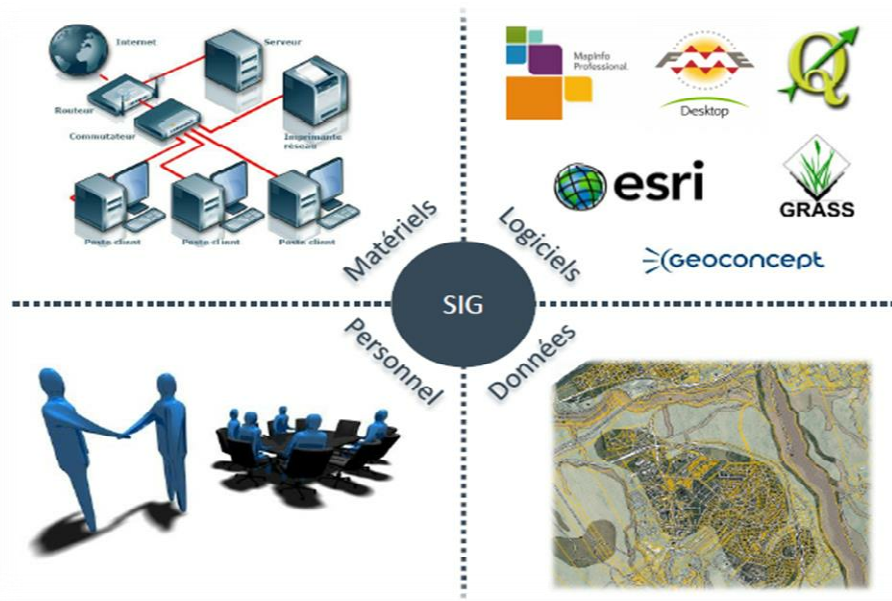 Internet
Serveur
Routeur
Commutateur
Imprimante
réseau
Poste client
Poste client
Poste client
Matériels
MapInfo
Professional
FME
Desktop
Q
esri
GRASS
Geoconcept
Logiciels
SIG
Personnel
Données